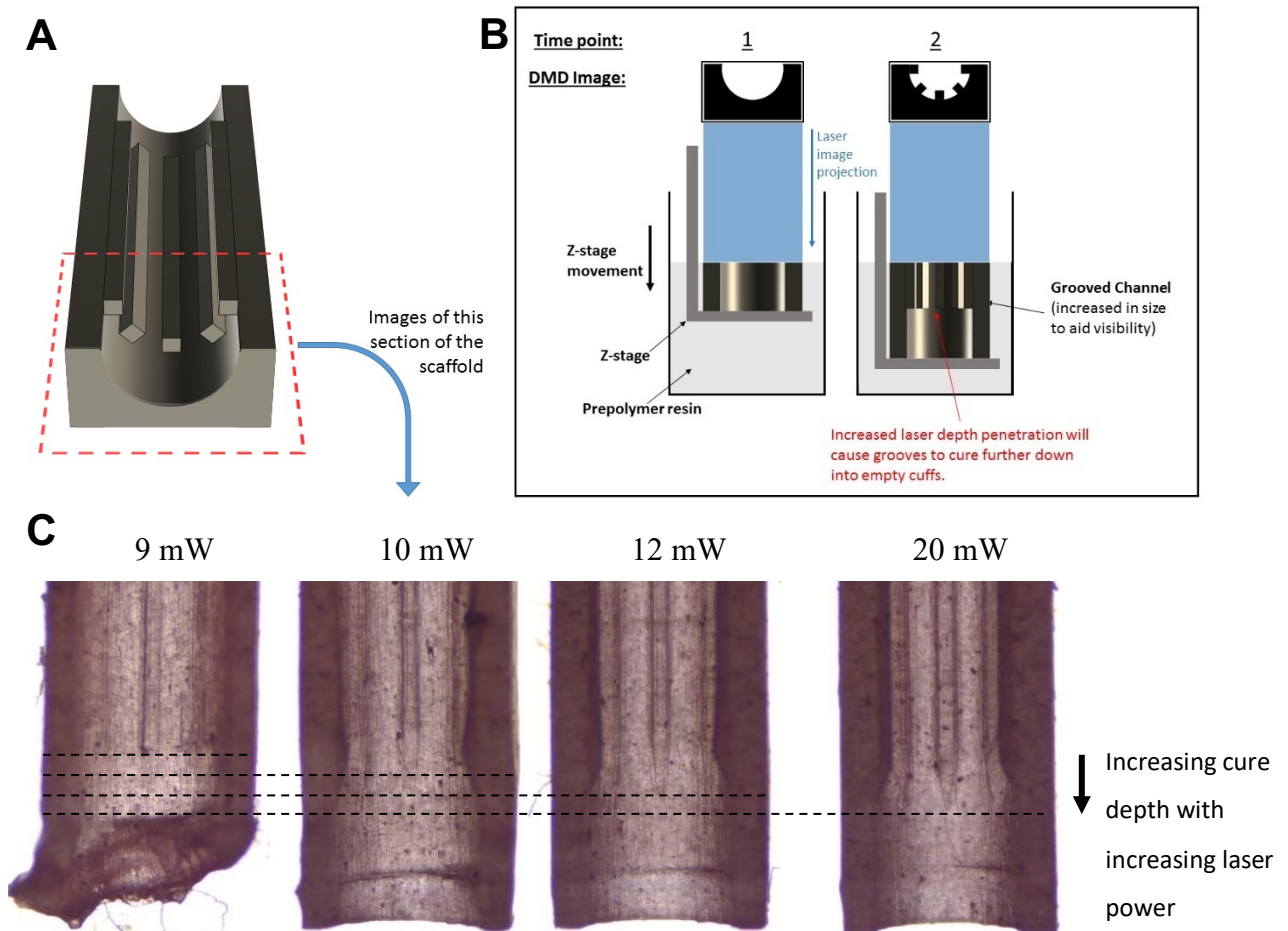 A
Images of this
section of the
scaffold
B
Time point:
1
2
DMD Image:
Laser
image
projection
Z-stage
movement
Z-stage
Prepolymer resin
Grooved Channel
(increased in size
to aid visibility)
Increased laser depth penetration will
cause grooves to cure further down
into empty cuffs.
C
9 mW
10 mW
12 mW
20 mW
Increasing cure
depth with
increasing laser
power